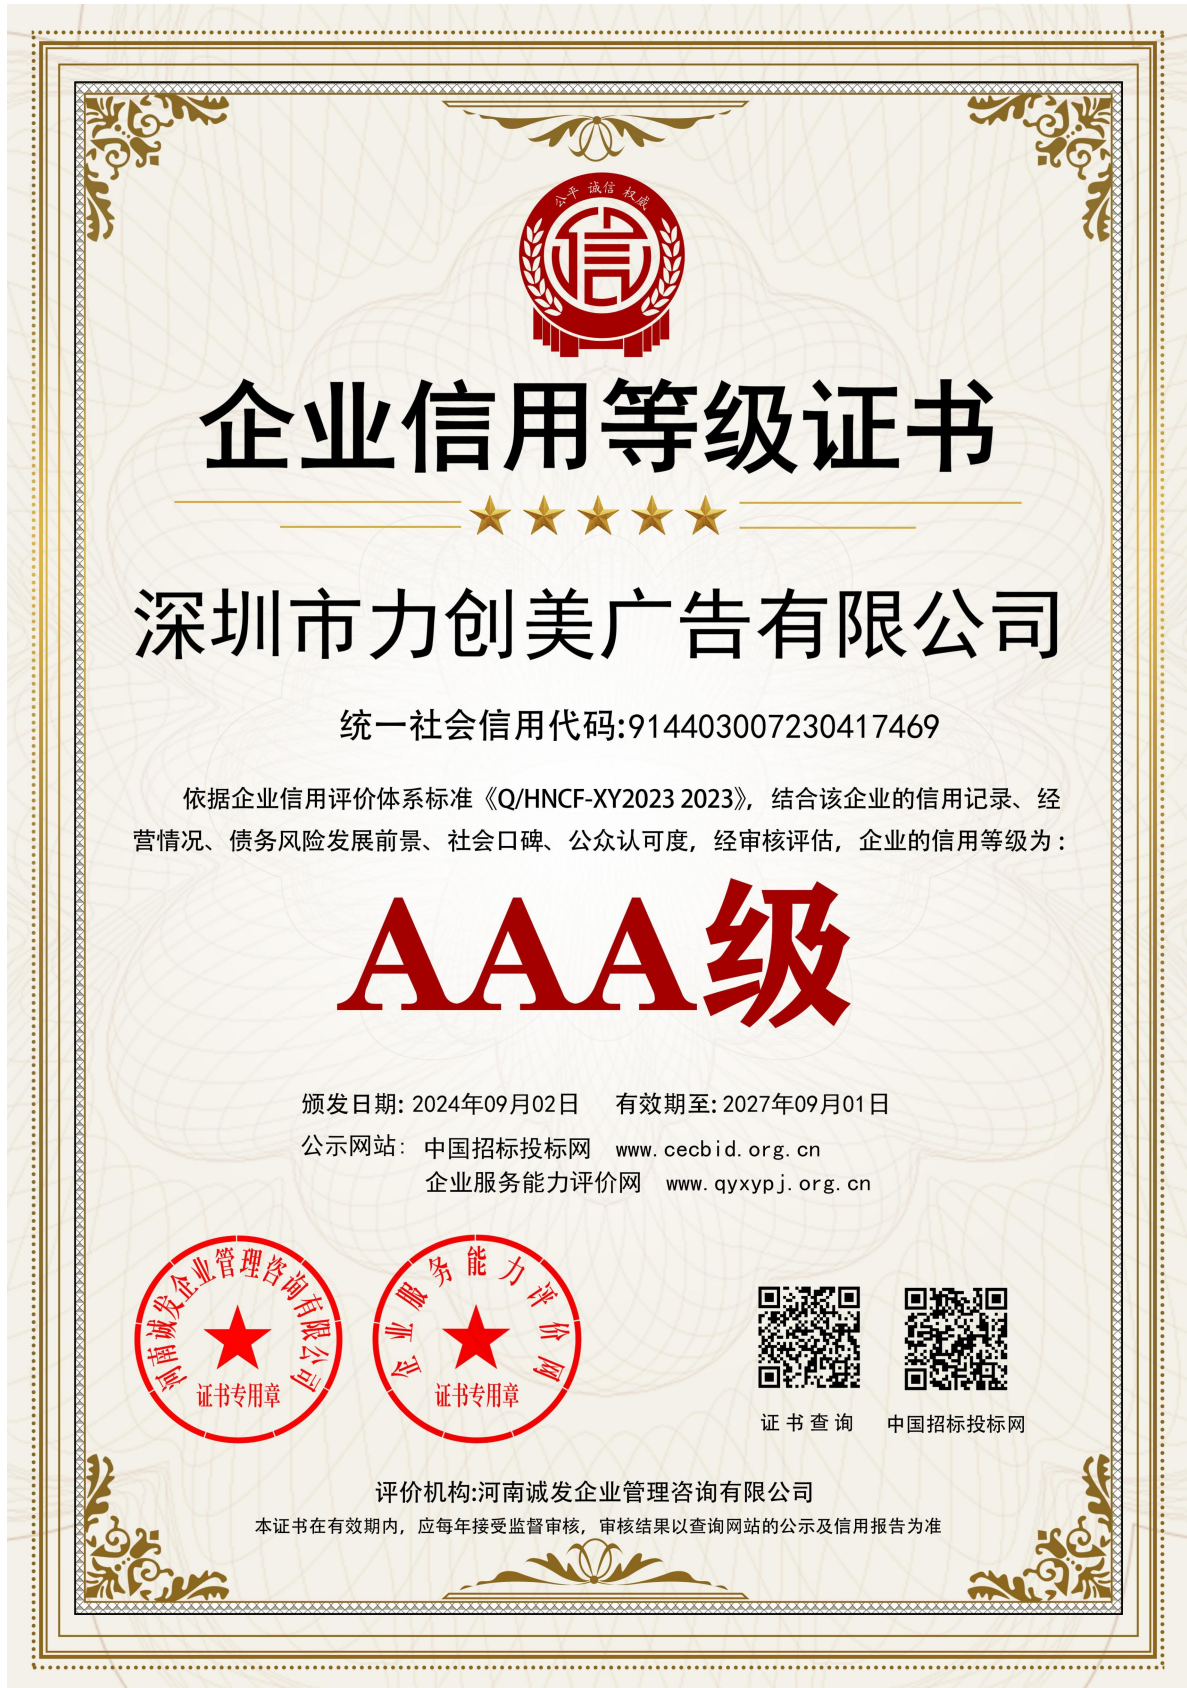 公平 诚信 权威
信
企业信用等级证书
深圳市力创美广告有限公司
统一社会信用代码:914403007230417469
依据企业信用评价体系标准《Q/HNCF-XY2023 2023》，结合该企业的信用记录、经
营情况、债务风险发展前景、社会口碑、公众认可度，经审核评估，企业的信用等级为：
AAA级
颁发日期: 2024年09月02日 有效期至: 2027年09月01日
公示网站: 中国招标投标网 www.cecbid.org.cn
企业服务能力评价网 www.qyxypj.org.cn
河南诚发企业管理咨询有限公司
证书专用章
企业服务能力评价网
证书专用章
证书查询
中国招标投标网
评价机构:河南诚发企业管理咨询有限公司
本证书在有效期内，应每年接受监督审核，审核结果以查询网站的公示及信用报告为准